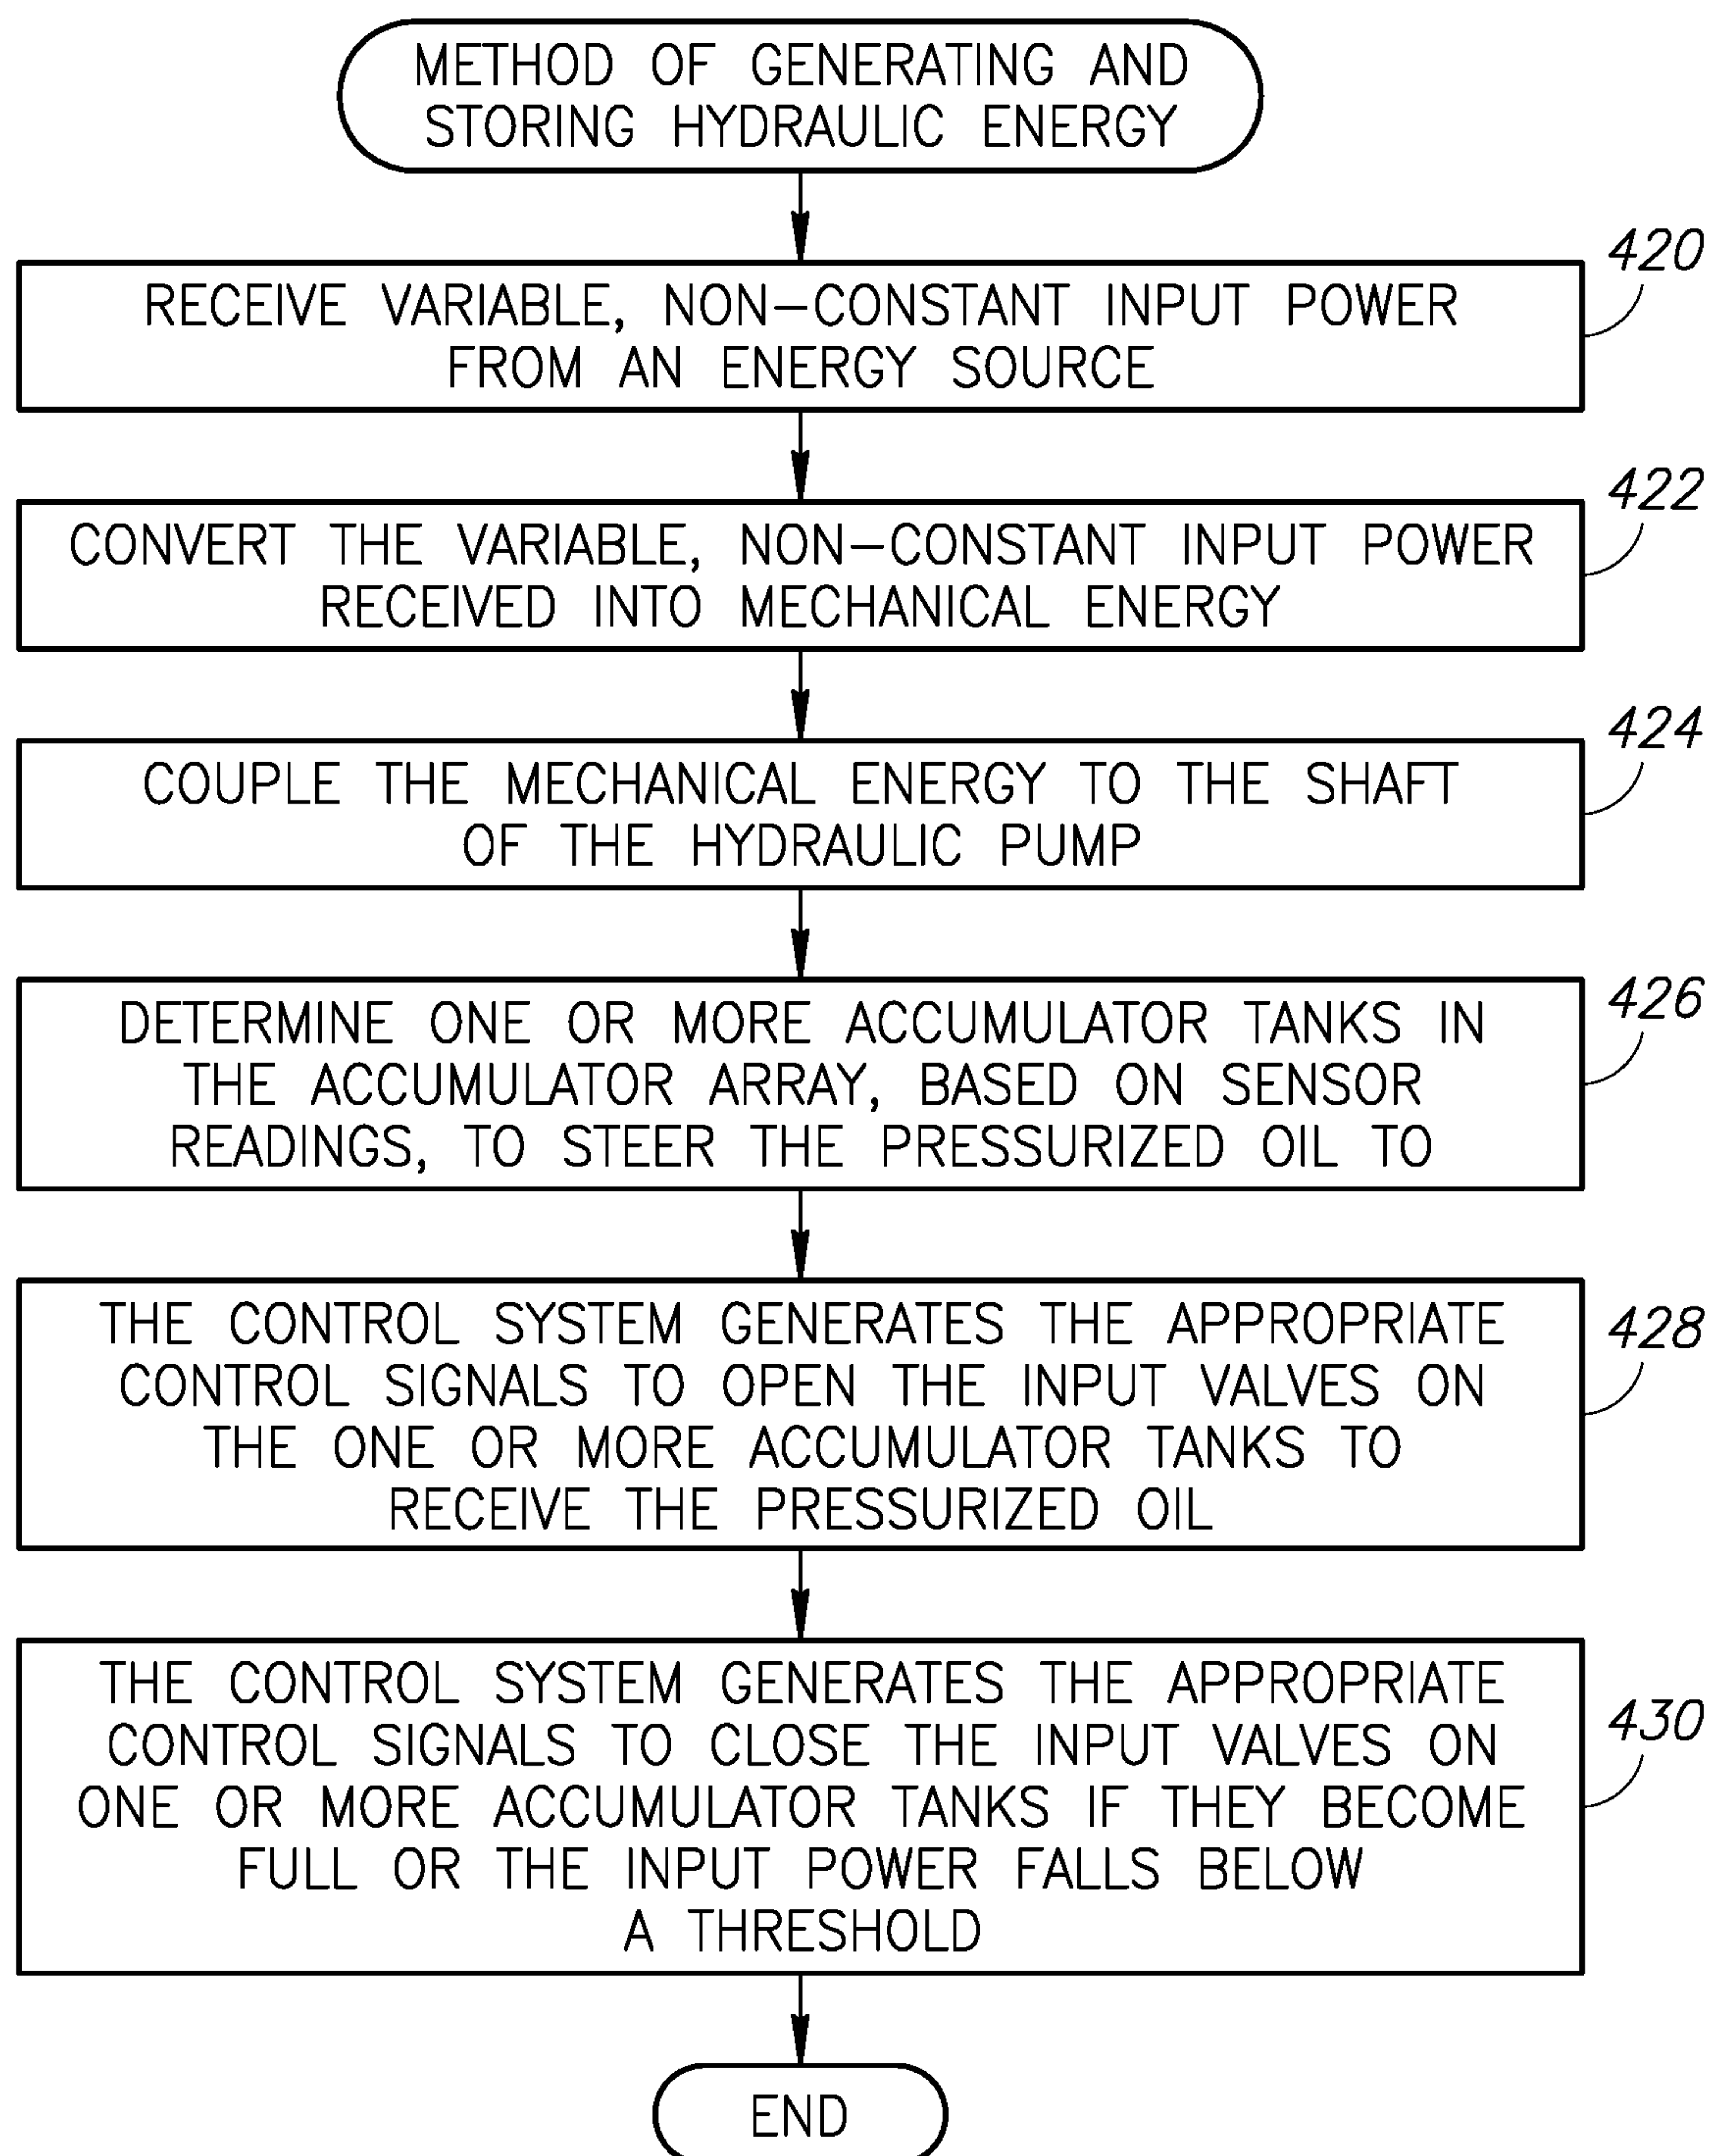 METHOD OF GENERATING AND
STORING HYDRAULIC ENERGY
420
RECEIVE VARIABLE, NON-CONSTANT INPUT POWER
FROM AN ENERGY SOURCE
422
CONVERT THE VARIABLE, NON-CONSTANT INPUT POWER
RECEIVED INTO MECHANICAL ENERGY
424
COUPLE THE MECHANICAL ENERGY TO THE SHAFT
OF THE HYDRAULIC PUMP
426
DETERMINE ONE OR MORE ACCUMULATOR TANKS IN
THE ACCUMULATOR ARRAY, BASED ON SENSOR
READINGS, TO STEER THE PRESSURIZED OIL TO
428
THE CONTROL SYSTEM GENERATES THE APPROPRIATE
CONTROL SIGNALS TO OPEN THE INPUT VALVES ON
THE ONE OR MORE ACCUMULATOR TANKS TO
RECEIVE THE PRESSURIZED OIL
430
THE CONTROL SYSTEM GENERATES THE APPROPRIATE
CONTROL SIGNALS TO CLOSE THE INPUT VALVES ON
ONE OR MORE ACCUMULATOR TANKS IF THEY BECOME
FULL OR THE INPUT POWER FALLS BELOW
A THRESHOLD
END